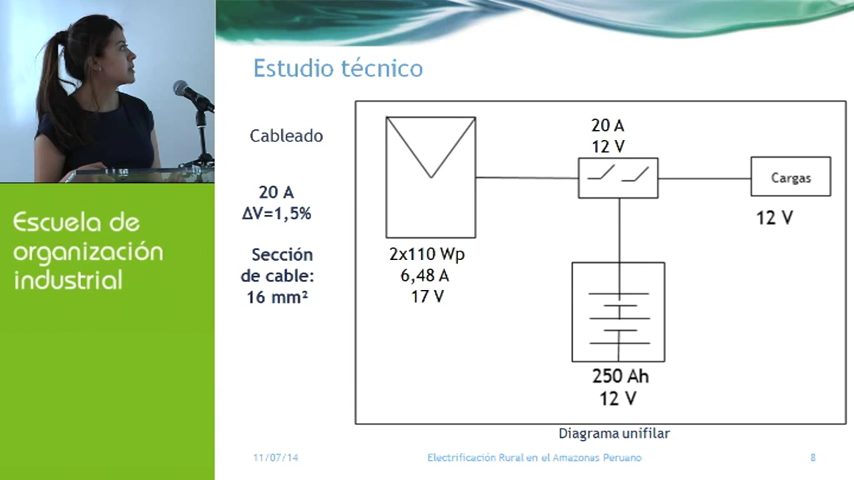 Escuela de
organización
industrial
Estudio técnico
Cableado
20 A
ΔV=1,5%
Sección
de cable:
16 mm²
2x110 Wp
6,48 A
17 V
20 A
12 V
Cargas
12 V
250 Ah
12 V
Diagrama unifilar
11/07/14
Electrificación Rural en el Amazonas Peruano
8